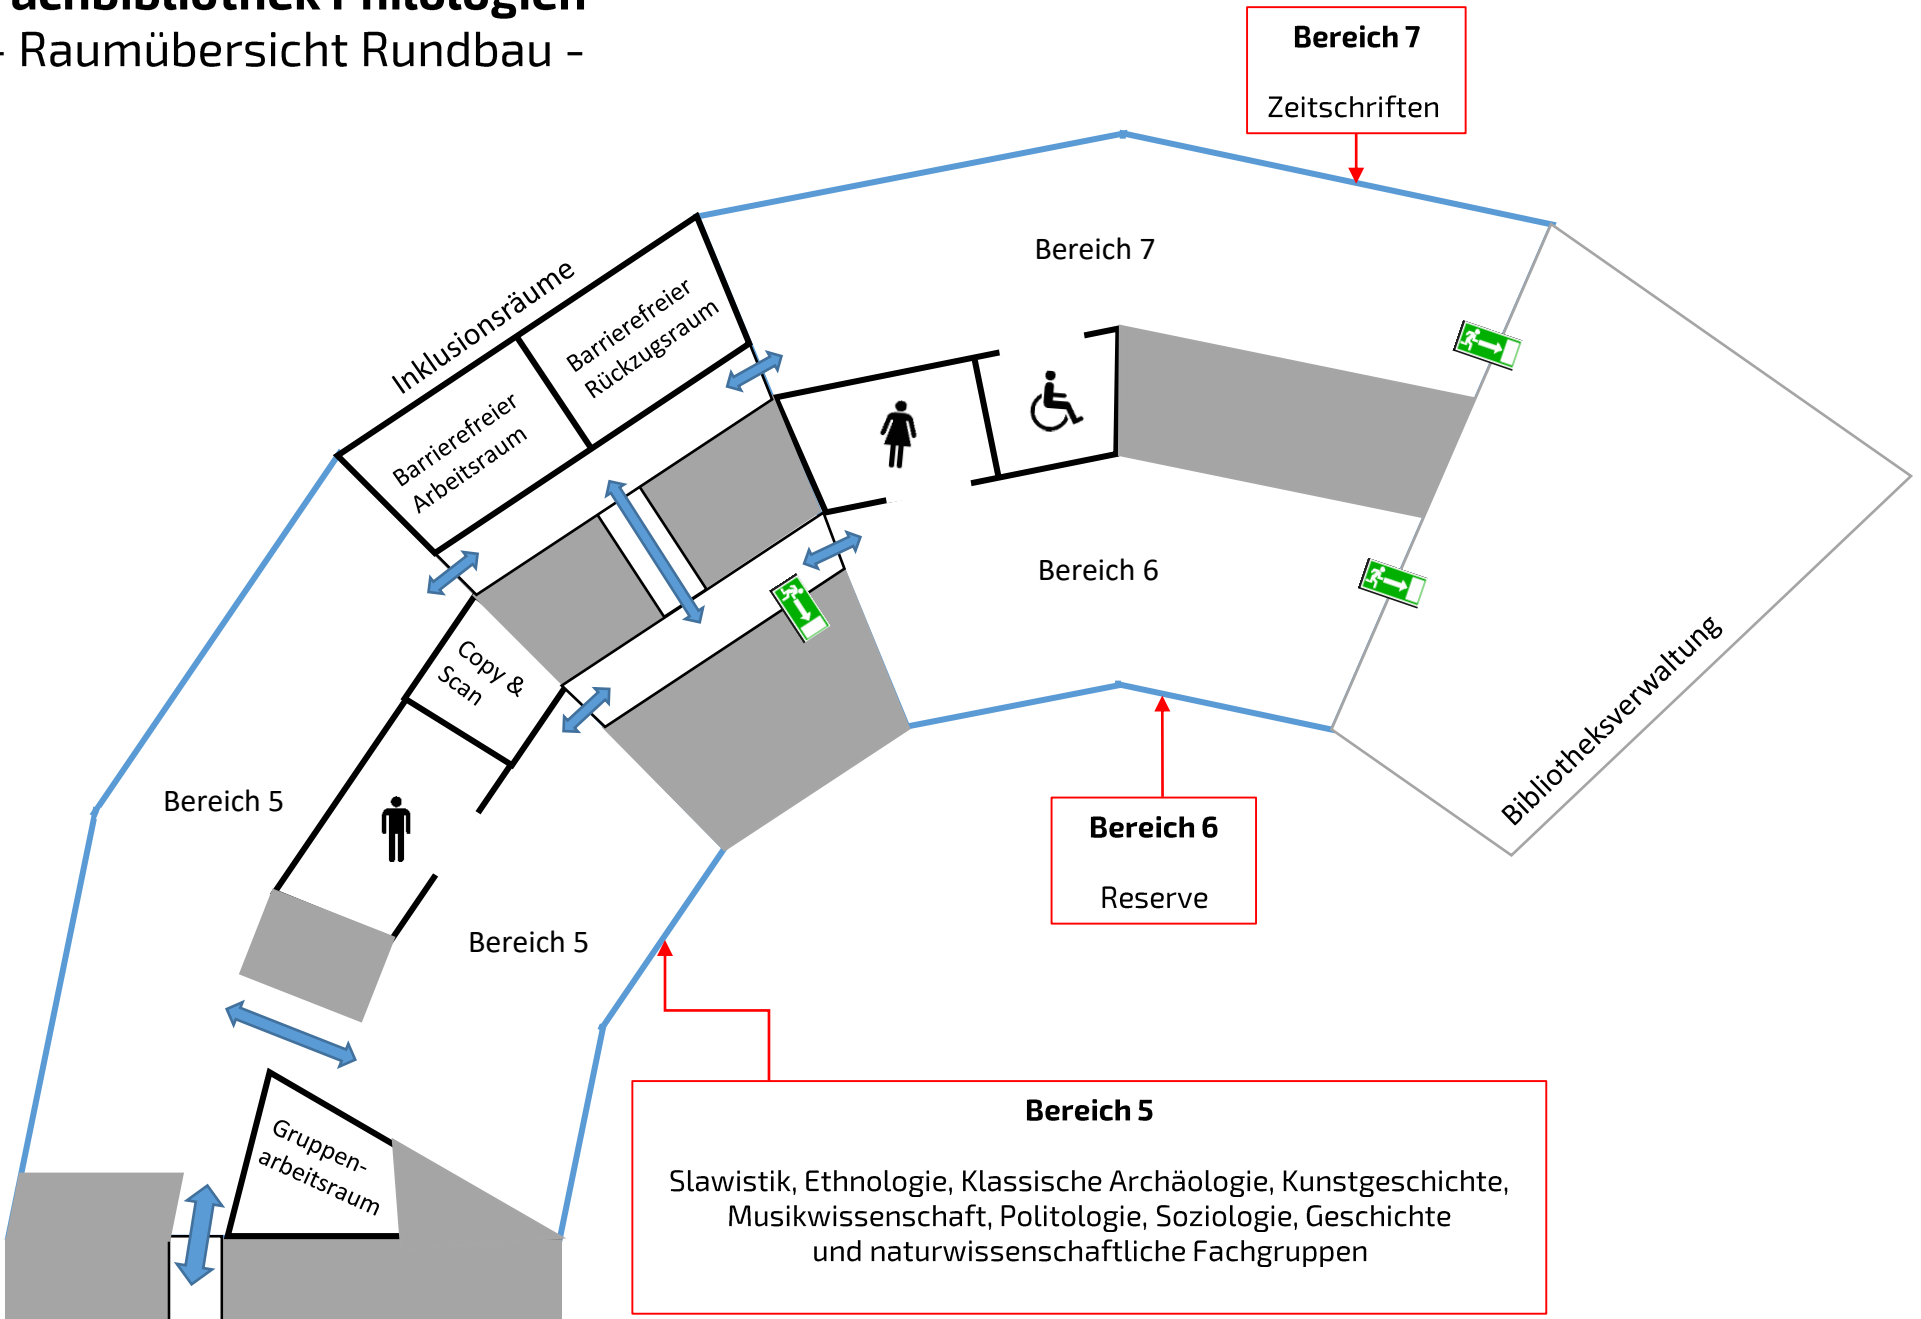 Fachbibliothek Philologien
- Raumübersicht Rundbau -
Bereich 7
Zeitschriften
Bereich 7
Inklusionsräume
Barrierefreier
Rückzugsraum
Barrierefreier
Arbeitsraum
Bereich 6
Copy &
Scan
Bibliotheksverwaltung
Bereich 5
Bereich 6
Reserve
Bereich 5
Gruppen-
arbeitsraum
Bereich 5
Slawistik, Ethnologie, Klassische Archäologie, Kunstgeschichte,
Musikwissenschaft, Politologie, Soziologie, Geschichte
und naturwissenschaftliche Fachgruppen